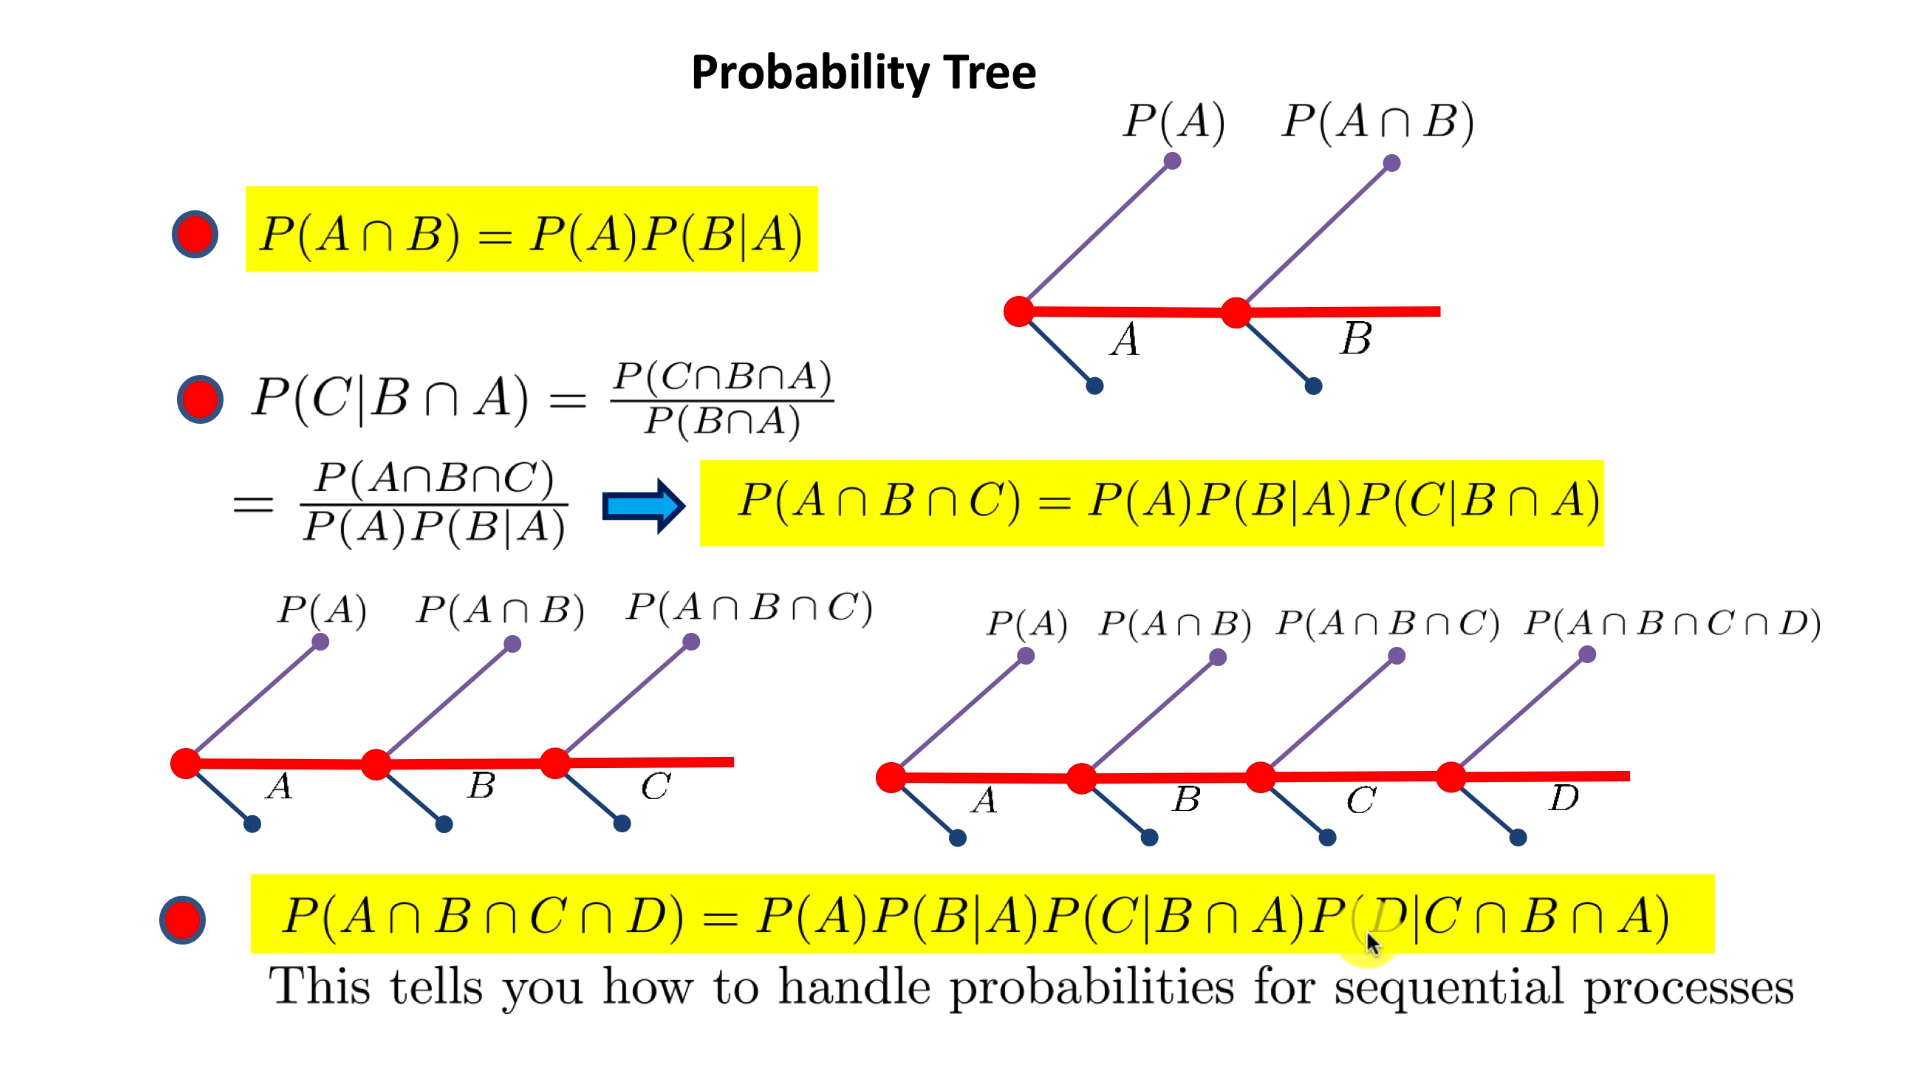 Probability Tree
P(A) P(A ∩ B)
P(A ∩ B) = P(A)P(B|A)
A B
P(C|B ∩ A) = P(C∩B∩A) / P(B∩A)
= P(A∩B∩C) / P(A)P(B|A)
P(A ∩ B ∩ C) = P(A)P(B|A)P(C|B ∩ A)
P(A) P(A ∩ B) P(A ∩ B ∩ C)
A B C
P(A) P(A ∩ B) P(A ∩ B ∩ C) P(A ∩ B ∩ C ∩ D)
A B C D
P(A ∩ B ∩ C ∩ D) = P(A)P(B|A)P(C|B ∩ A)P(D|C ∩ B ∩ A)
This tells you how to handle probabilities for sequential processes